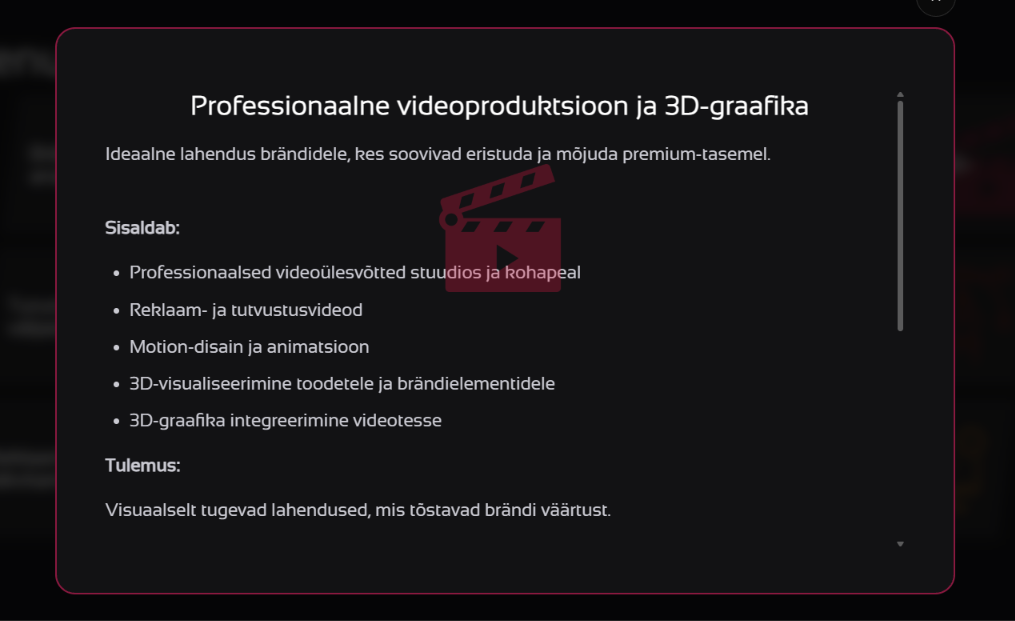 Professionaalne videoproduktsioon ja 3D-graafika
Ideaalne lahendus brändidele, kes soovivad eristuda ja mõjuda premium-tasemel.
Sisaldab:
Professionaalsed videoülesvõtted stuudios ja kohapeal
Reklaam- ja tutvustusvideod
Motion-disain ja animatsioon
3D-visualiseerimine toodetele ja brändielementidele
3D-graafika integreerimine videotesse
Tulemus:
Visuaalselt tugevad lahendused, mis tõstavad brändi väärtust.